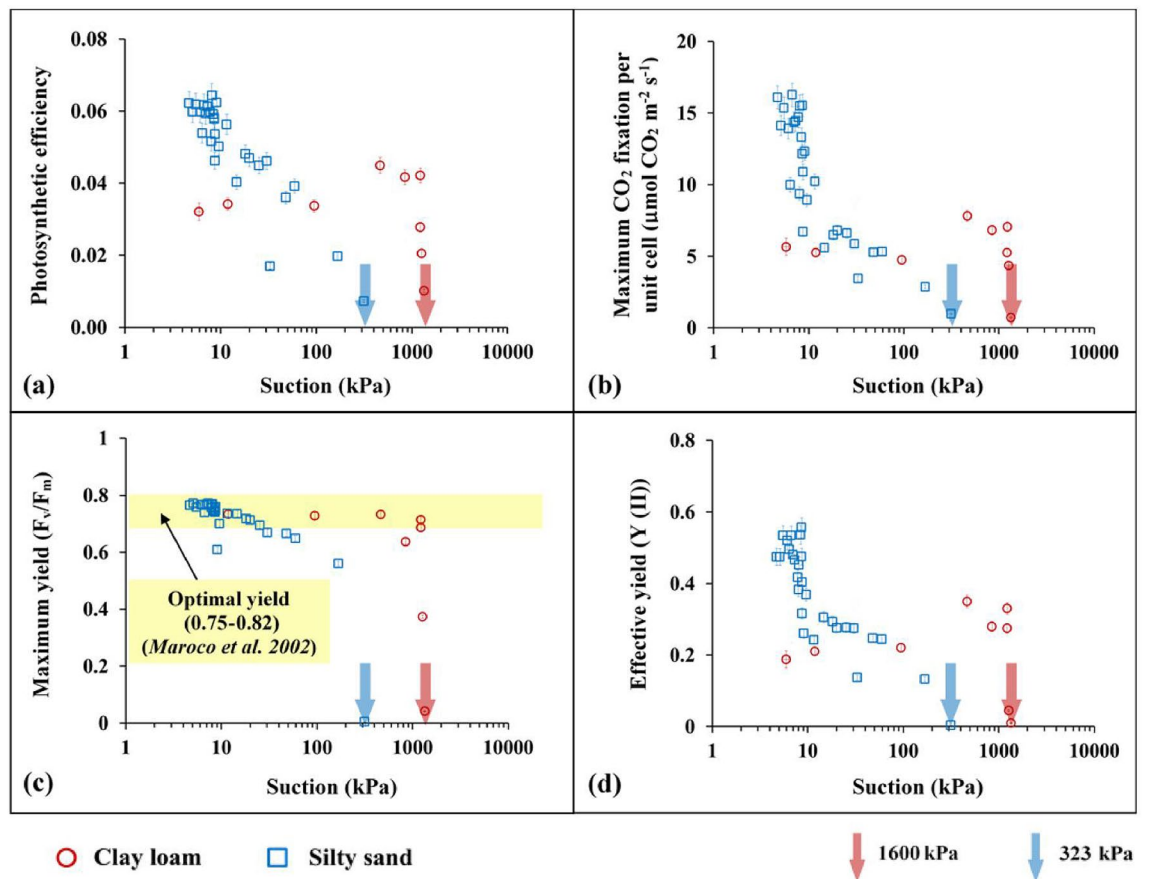 0.08
0.06
0.04
0.02
0.00
Photosynthetic efficiency
1 10 100 1000 10000
Suction (kPa)
(a)
20
15
10
5
0
Maximum CO2 fixation per
unit cell (μmol CO2 m-2 s-1)
1 10 100 1000 10000
Suction (kPa)
(b)
1
0.8
0.6
0.4
0.2
0
Maximum yield (Fv/Fm)
Optimal yield
(0.75-0.82)
(Maroco et al. 2002)
1 10 100 1000 10000
Suction (kPa)
(c)
0.8
0.6
0.4
0.2
0
Effective yield (Y (II))
1 10 100 1000 10000
Suction (kPa)
(d)
Clay loam Silty sand 1600 kPa 323 kPa